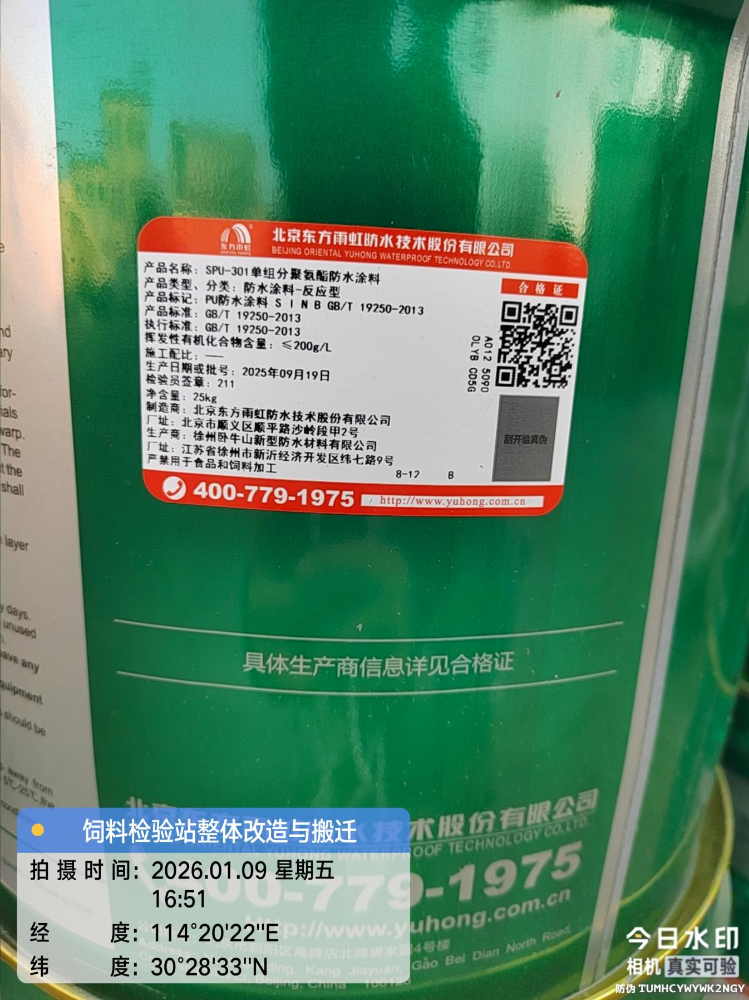 东方雨虹
ORIENTAL YUHONG
北京东方雨虹防水技术股份有限公司
BEIJING ORIENTAL YUHONG WATERPROOF TECHNOLOGY CO.,LTD.
产品名称：SPU-301单组分聚氨酯防水涂料
产品类型、分类：防水涂料-反应型
产品标记：PU防水涂料 S I N B GB/T 19250-2013
产品标准：GB/T 19250-2013
执行标准：GB/T 19250-2013
挥发性有机化合物含量：≤200g/L
施工配比：——
生产日期或批号：2025年09月19日
检验员签章：211
净含量：25kg
制造商：北京东方雨虹防水技术股份有限公司
厂址：北京市顺义区顺平路沙岭段甲2号
生产商：徐州卧牛山新型防水材料有限公司
厂址：江苏省徐州市新沂经济开发区纬七路9号
严禁用于食品和饲料加工
8-12 B
合格证
A012 5090
0LYB CD5G
刮开验真伪
400-779-1975
http://www.yuhong.com.cn
具体生产商信息详见合格证
ary
ials
warp.
The
t the
shall
layer
y days.
unused
have any
quipment
should be
away from
5℃-25℃,the
技术股份有限公司
ORIENTAL YUHONG WATERPROOF TECHNOLOGY CO.,LTD.
400-779-1975
http://www.yuhong.com.cn
北京市朝阳区高碑店北路康家园4号楼
Kang Jiayuan, Gao Bei Dian North Road,
Beijing, China 100123
饲料检验站整体改造与搬迁
拍摄时间：2026.01.09 星期五
16:51
经度：114°20'22"E
纬度：30°28'33"N
今日水印
相机 真实可验
防伪 TUMHCYWYWK2NGY